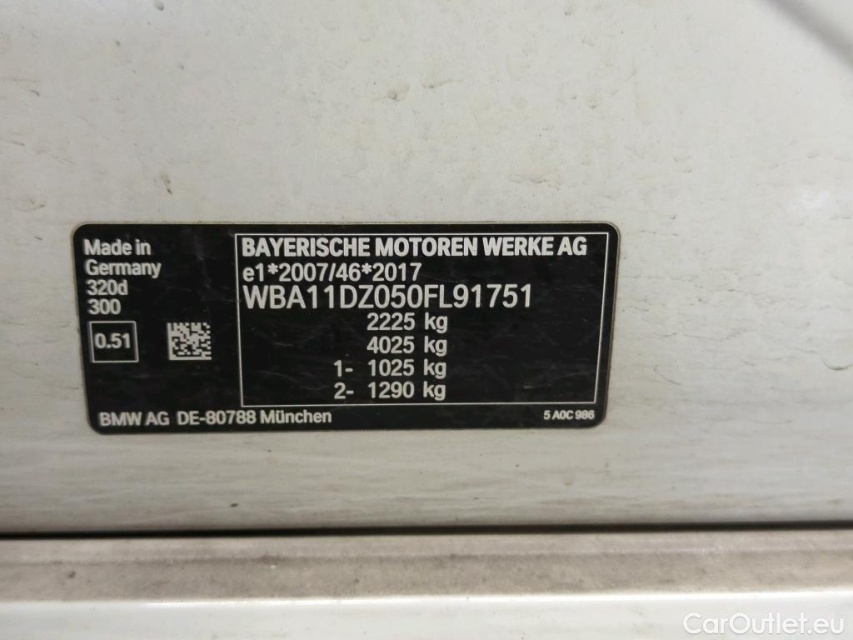 Made in
Germany
320d
300
0.51
BAYERISCHE MOTOREN WERKE AG
e1*2007/46*2017
WBA11DZ050FL91751
2225 kg
4025 kg
1- 1025 kg
2- 1290 kg
BMW AG DE-80788 München
5 A0C 986
CarOutlet.eu